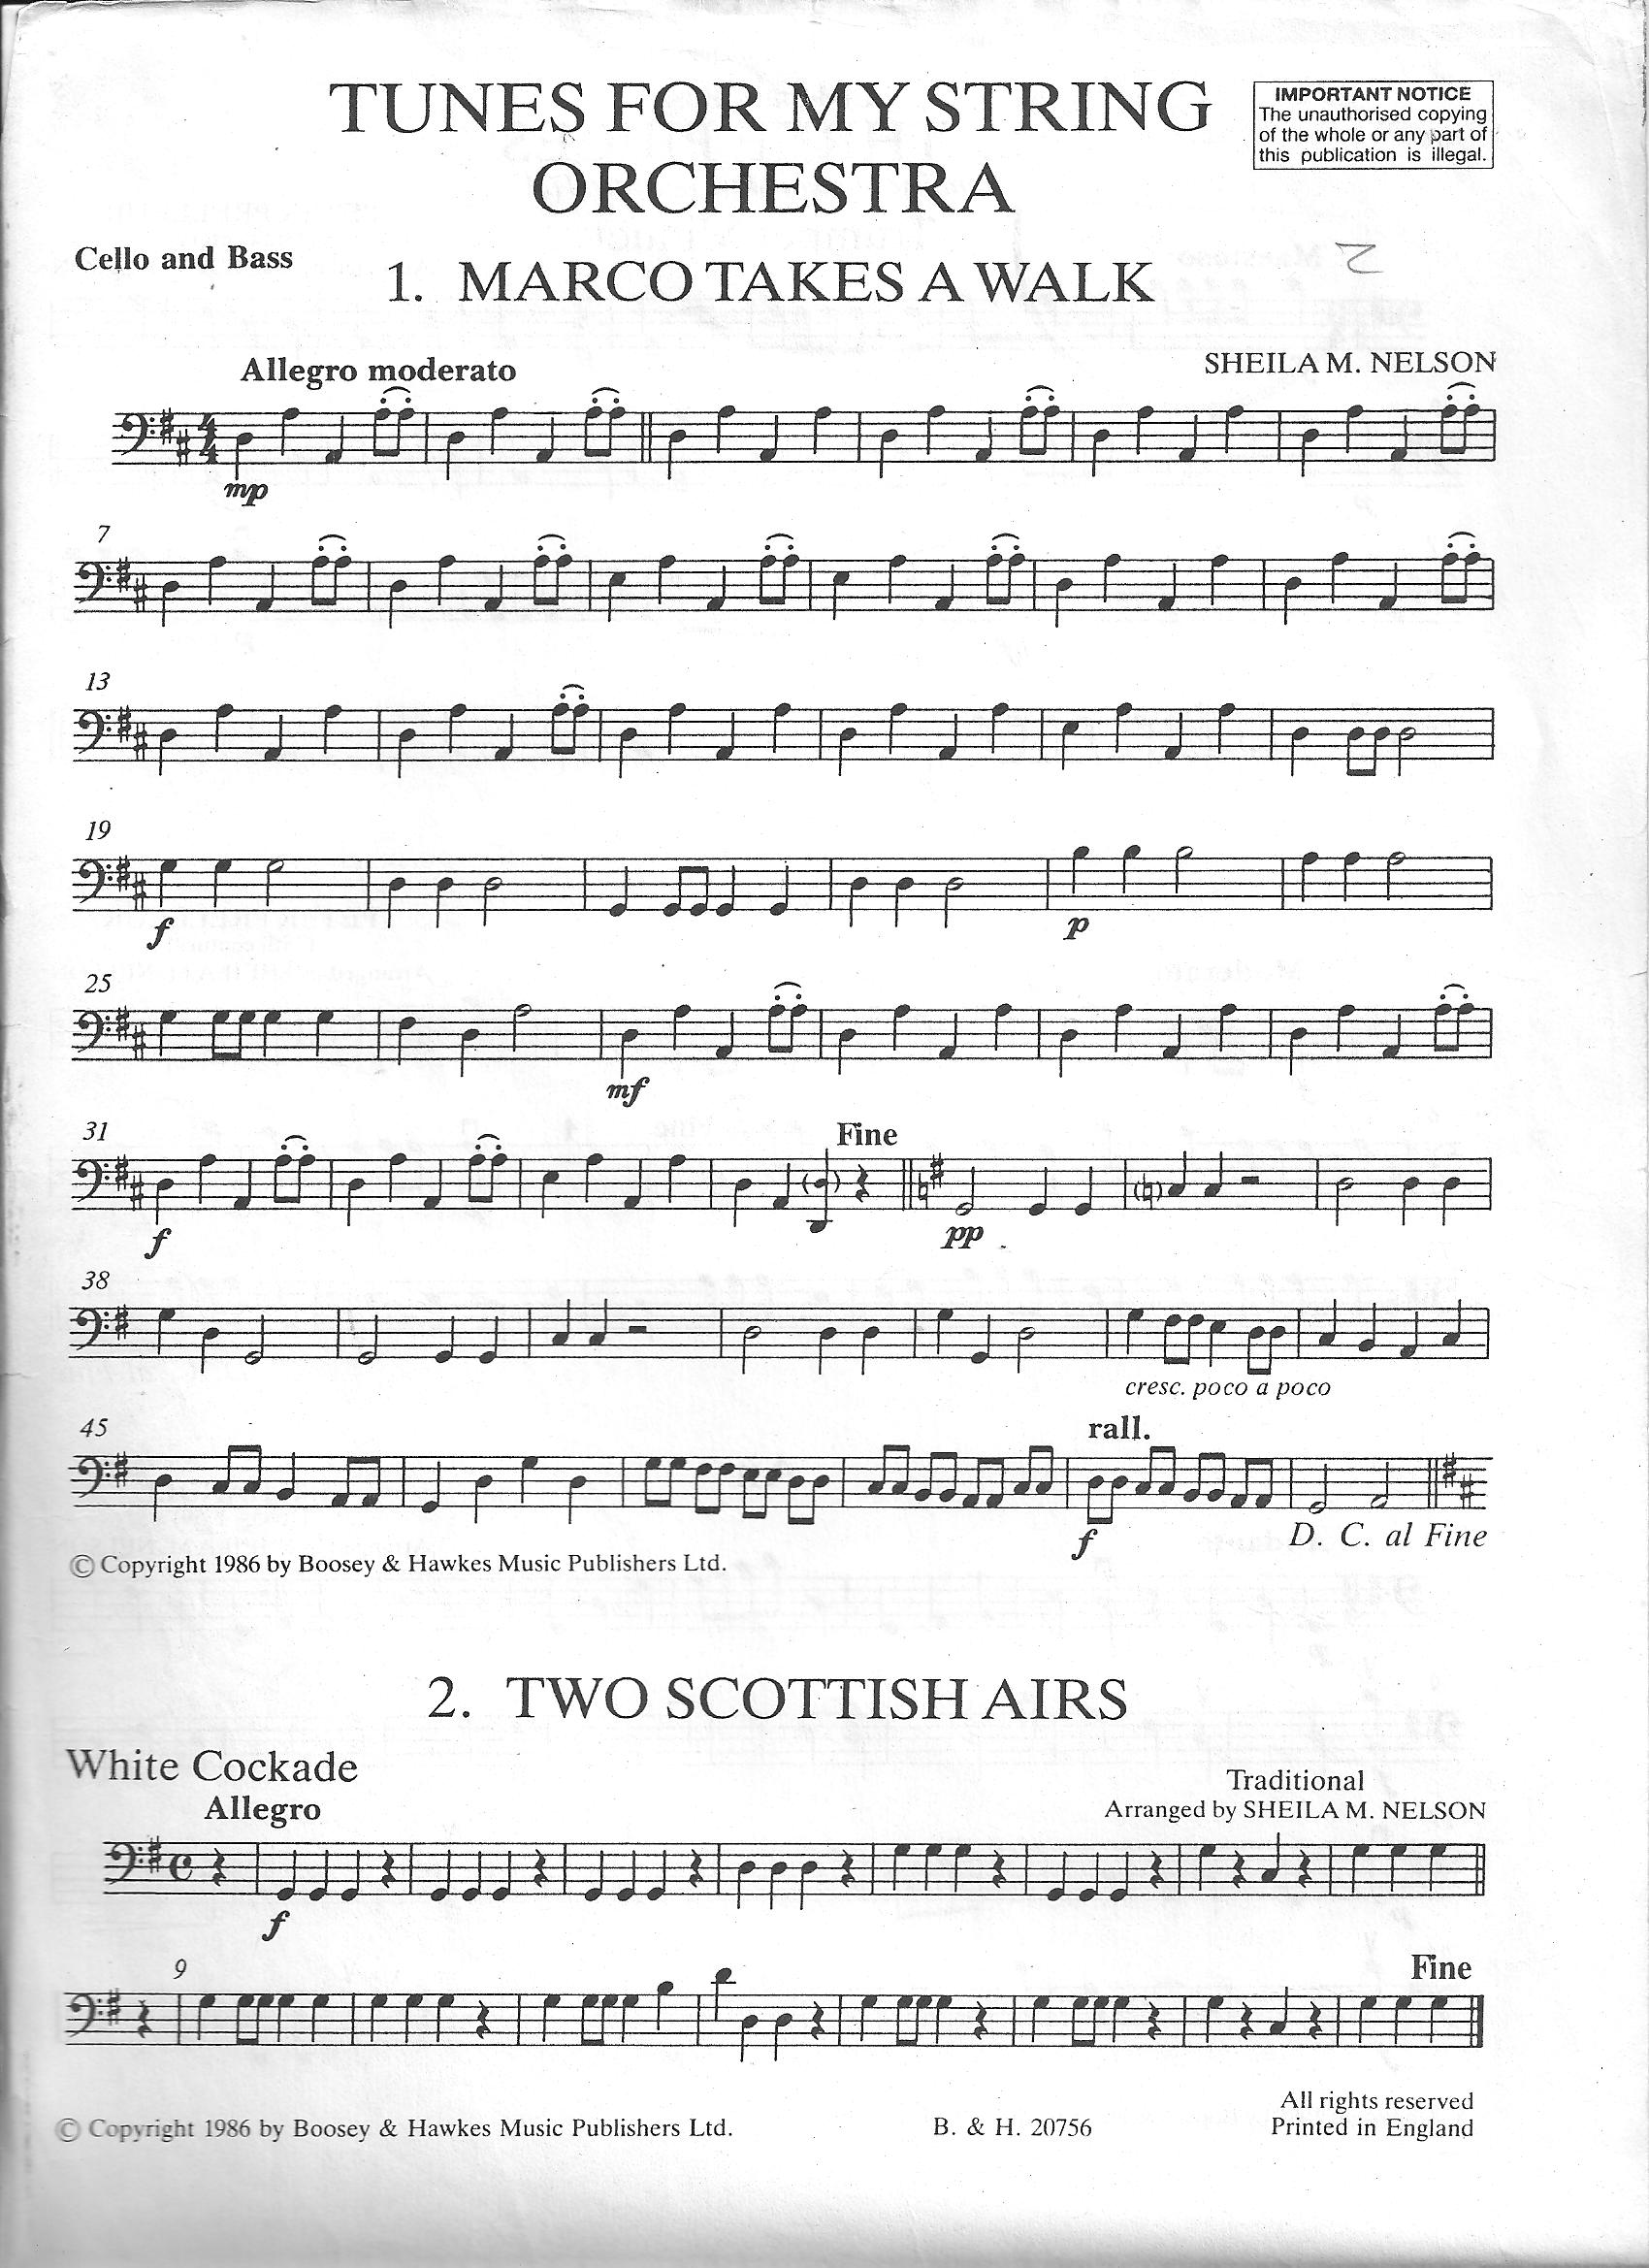 TUNES FOR MY STRING
ORCHESTRA
IMPORTANT NOTICE
The unauthorised copying
of the whole or any part of
this publication is illegal.
Cello and Bass
1. MARCO TAKES A WALK
2
Allegro moderato
SHEILA M. NELSON
4
4
mp
7
13
19
f
p
25
mf
31
Fine
f
pp
38
cresc. poco a poco
45
rall.
f
D. C. al Fine
© Copyright 1986 by Boosey & Hawkes Music Publishers Ltd.
2. TWO SCOTTISH AIRS
White Cockade
Allegro
Traditional
Arranged by SHEILA M. NELSON
f
9
Fine
All rights reserved
© Copyright 1986 by Boosey & Hawkes Music Publishers Ltd.
B. & H. 20756
Printed in England